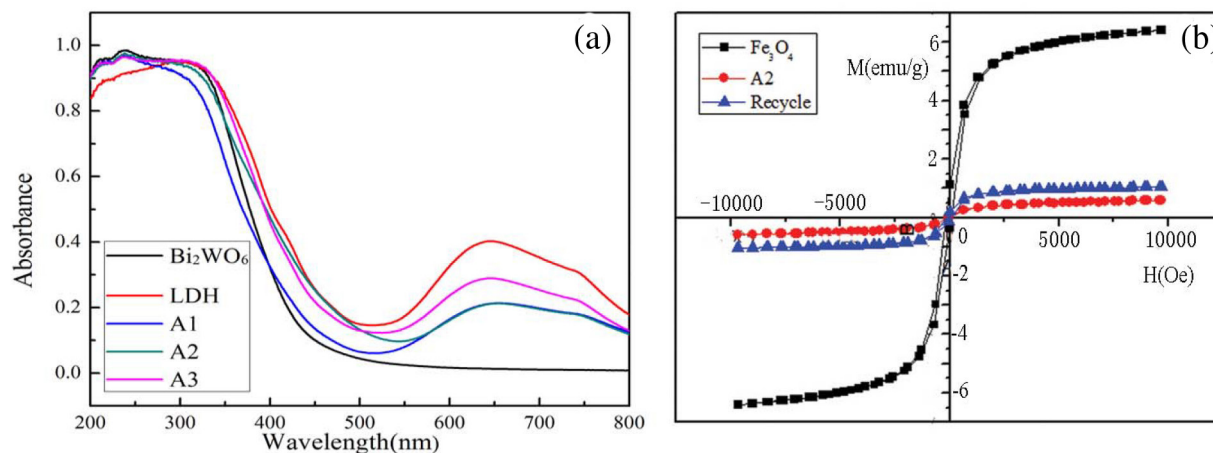 (a)
1.0
0.8
0.6
0.4
0.2
0.0
Absorbance
Bi₂WO₆
LDH
A1
A2
A3
200 300 400 500 600 700 800
Wavelength(nm)
(b)
Fe₃O₄
A2
Recycle
M(emu/g)
6
4
2
-10000 -5000
0 5000 10000
H(Oe)
-2
-4
-6